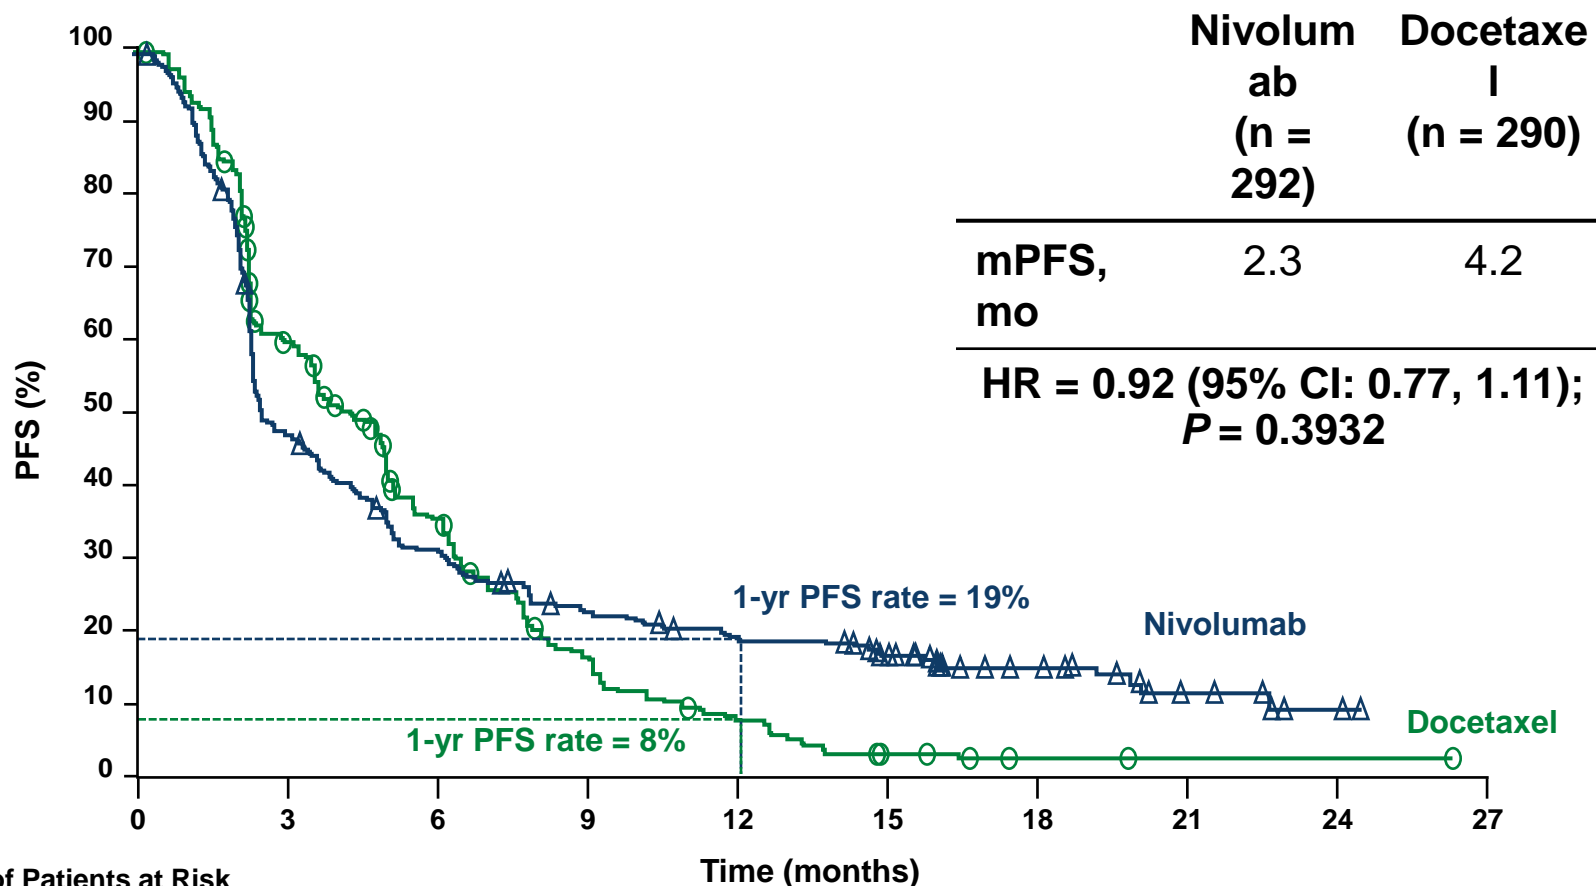 Nivolum
ab
(n =
292)
Docetaxe
l
(n = 290)
mPFS,
mo
2.3
4.2
HR = 0.92 (95% CI: 0.77, 1.11);
P = 0.3932
PFS (%)
100
90
80
70
60
50
40
30
20
10
0
1-yr PFS rate = 19%
Nivolumab
1-yr PFS rate = 8%
Docetaxel
0 3 6 9 12 15 18 21 24 27
Time (months)
of Patients at Risk